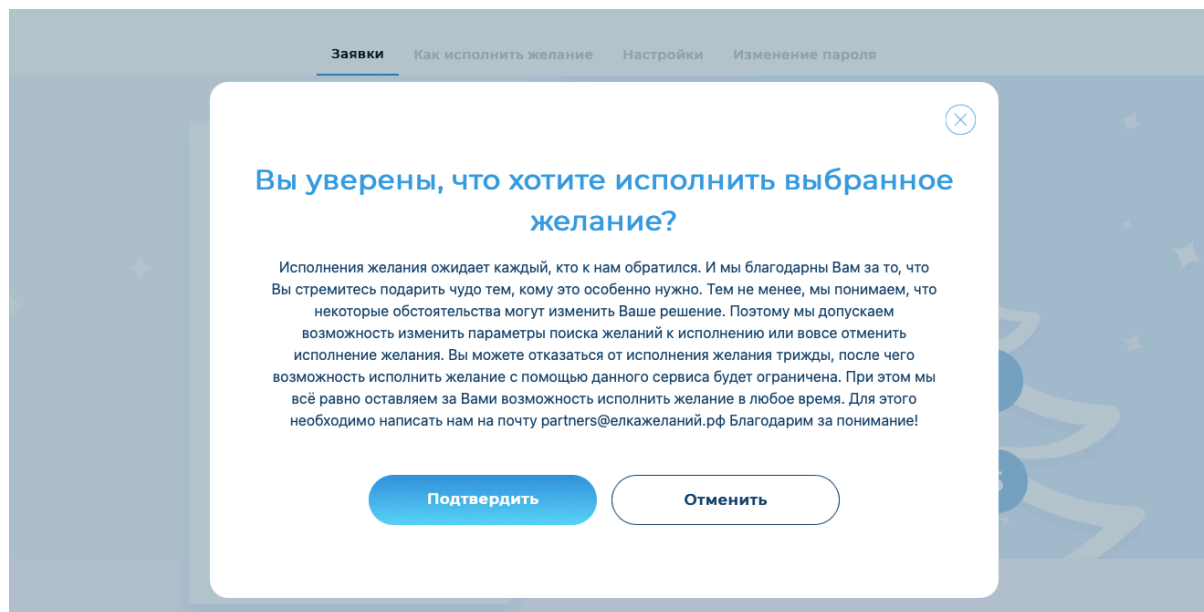 Заявки Как исполнить желание Настройки Изменение пароля
Вы уверены, что хотите исполнить выбранное
желание?
Исполнения желания ожидает каждый, кто к нам обратился. И мы благодарны Вам за то, что
Вы стремитесь подарить чудо тем, кому это особенно нужно. Тем не менее, мы понимаем, что
некоторые обстоятельства могут изменить Ваше решение. Поэтому мы допускаем
возможность изменить параметры поиска желаний к исполнению или вовсе отменить
исполнение желания. Вы можете отказаться от исполнения желания трижды, после чего
возможность исполнить желание с помощью данного сервиса будет ограничена. При этом мы
всё равно оставляем за Вами возможность исполнить желание в любое время. Для этого
необходимо написать нам на почту partners@елкажеланий.рф Благодарим за понимание!
Подтвердить Отменить